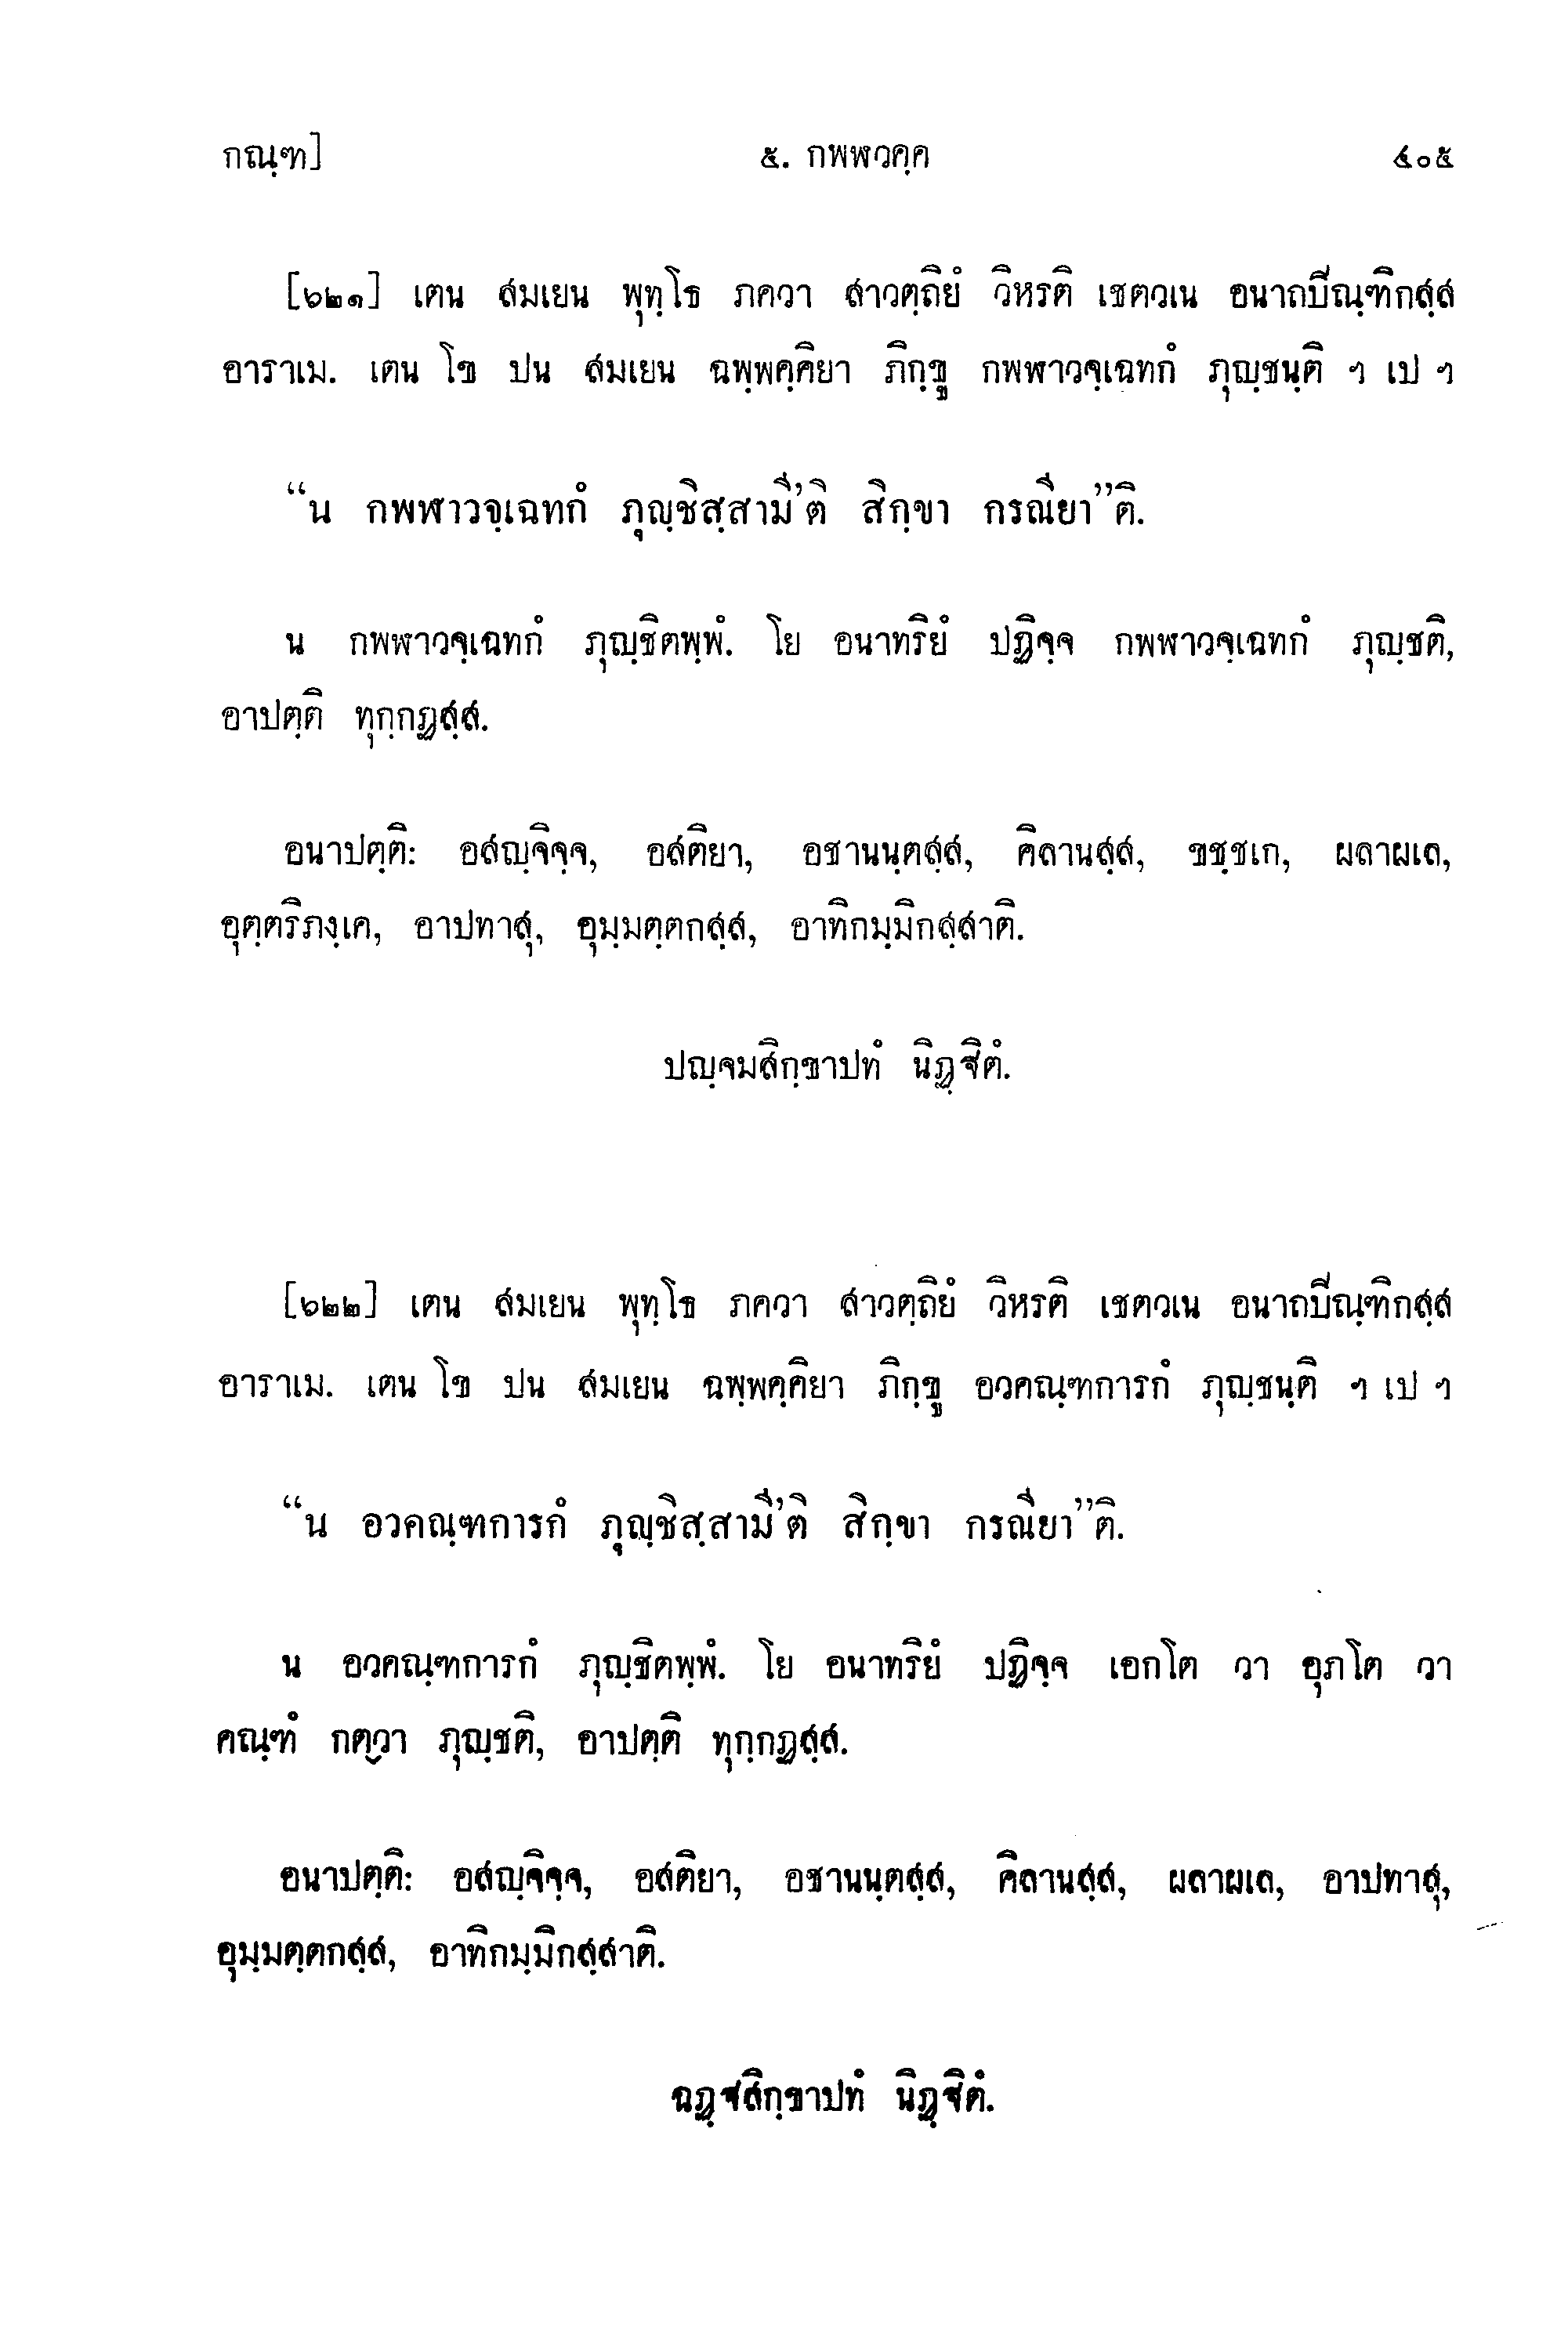 กณฺฑ] ๕. กพฬวคฺค ๔๐๕
[๖๒๑] เตน สมเยน พุทฺโธ ภควา สาวตฺถิยํ วิหรติ เชตวเน อนาถปิณฺฑิกสฺส
อาราเม. เตน โข ปน สมเยน ฉพฺพคฺคิยา ภิกฺขู กพฬาวจฺเฉทกํ ภุญฺชนฺติ ฯ เป ฯ
“น กพฬาวจฺเฉทกํ ภุญฺชิสฺสามี’ติ สิกฺขา กรณียา”ติ.
น กพฬาวจฺเฉทกํ ภุญฺชิตพฺพํ. โย อนาทริยํ ปฏิจฺจ กพฬาวจฺเฉทกํ ภุญฺชติ,
อาปตฺติ ทุกฺกฏสฺส.
อนาปตฺติ: อสญฺจิจฺจ, อสติยา, อชานนฺตสฺส, คิลานสฺส, ขชฺชเก, ผลาผเล,
อุตฺตริภงฺเค, อาปทาสุ, อุมฺมตฺตกสฺส, อาทิกมฺมิกสฺสาติ.
ปญฺจมสิกฺขาปทํ นิฏฺฐิตํ.
[๖๒๒] เตน สมเยน พุทฺโธ ภควา สาวตฺถิยํ วิหรติ เชตวเน อนาถปิณฺฑิกสฺส
อาราเม. เตน โข ปน สมเยน ฉพฺพคฺคิยา ภิกฺขู อวคณฺฑการกํ ภุญฺชนฺติ ฯ เป ฯ
“น อวคณฺฑการกํ ภุญฺชิสฺสามี’ติ สิกฺขา กรณียา”ติ.
น อวคณฺฑการกํ ภุญฺชิตพฺพํ. โย อนาทริยํ ปฏิจฺจ เอกโต วา อุภโต วา
คณฺฑํ กตฺวา ภุญฺชติ, อาปตฺติ ทุกฺกฏสฺส.
อนาปตฺติ: อสญฺจิจฺจ, อสติยา, อชานนฺตสฺส, คิลานสฺส, ผลาผเล, อาปทาสุ,
อุมฺมตฺตกสฺส, อาทิกมฺมิกสฺสาติ.
ฉฏฺฐสิกฺขาปทํ นิฏฺฐิตํ.